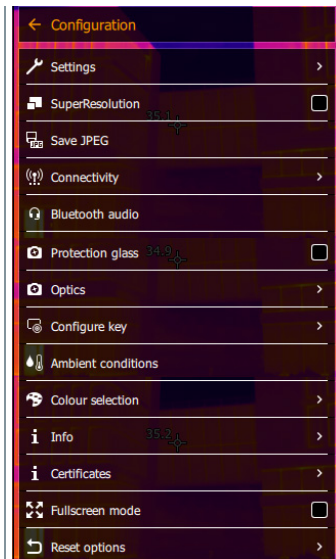 Configuration
Settings
SuperResolution
35.1
Save JPEG
Connectivity
Bluetooth audio
Protection glass
34.9
Optics
Configure key
Ambient conditions
Colour selection
Info
35.2
Certificates
Fullscreen mode
Reset options